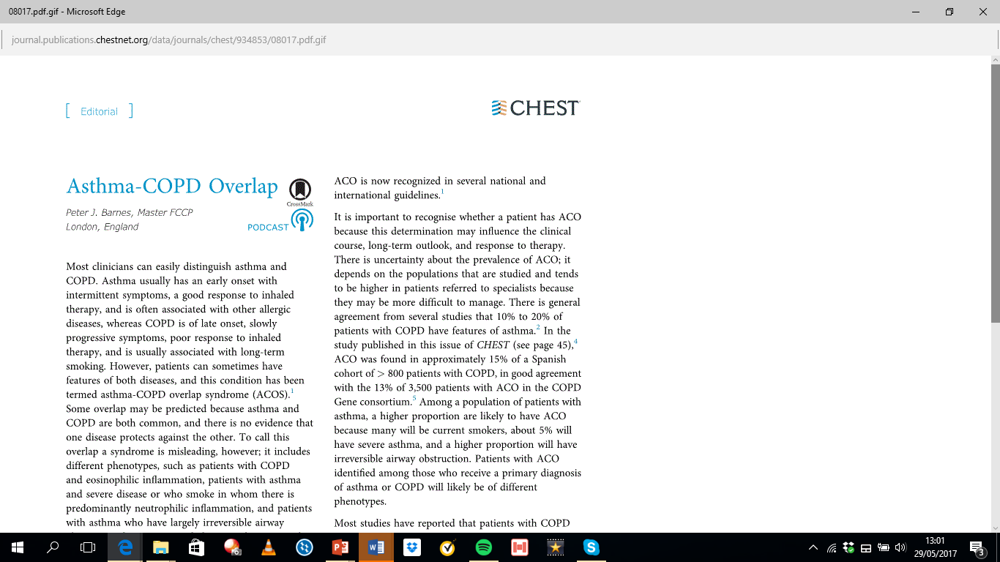 08017.pdf.gif - Microsoft Edge
journal.publications.chestnet.org/data/journals/chest/934853/08017.pdf.gif
[ Editorial ]
CHEST
Asthma-COPD Overlap
CrossMark
Peter J. Barnes, Master FCCP
London, England
PODCAST
Most clinicians can easily distinguish asthma and
COPD. Asthma usually has an early onset with
intermittent symptoms, a good response to inhaled
therapy, and is often associated with other allergic
diseases, whereas COPD is of late onset, slowly
progressive symptoms, poor response to inhaled
therapy, and is usually associated with long-term
smoking. However, patients can sometimes have
features of both diseases, and this condition has been
termed asthma-COPD overlap syndrome (ACOS).1
Some overlap may be predicted because asthma and
COPD are both common, and there is no evidence that
one disease protects against the other. To call this
overlap a syndrome is misleading, however; it includes
different phenotypes, such as patients with COPD
and eosinophilic inflammation, patients with asthma
and severe disease or who smoke in whom there is
predominantly neutrophilic inflammation, and patients
with asthma who have largely irreversible airway
ACO is now recognized in several national and
international guidelines.1
It is important to recognise whether a patient has ACO
because this determination may influence the clinical
course, long-term outlook, and response to therapy.
There is uncertainty about the prevalence of ACO; it
depends on the populations that are studied and tends
to be higher in patients referred to specialists because
they may be more difficult to manage. There is general
agreement from several studies that 10% to 20% of
patients with COPD have features of asthma.2 In the
study published in this issue of CHEST (see page 45),4
ACO was found in approximately 15% of a Spanish
cohort of > 800 patients with COPD, in good agreement
with the 13% of 3,500 patients with ACO in the COPD
Gene consortium.5 Among a population of patients with
asthma, a higher proportion are likely to have ACO
because many will be current smokers, about 5% will
have severe asthma, and a higher proportion will have
irreversible airway obstruction. Patients with ACO
identified among those who receive a primary diagnosis
of asthma or COPD will likely be of different
phenotypes.
Most studies have reported that patients with COPD
13:01
29/05/2017
3